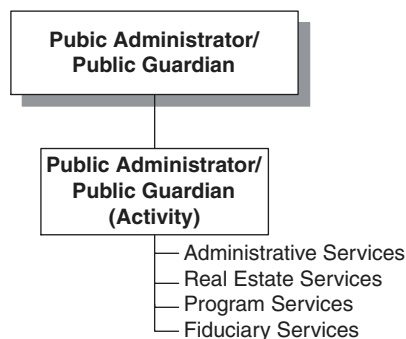 Pubic Administrator/
Public Guardian
Public Administrator/
Public Guardian
(Activity)
Administrative Services
Real Estate Services
Program Services
Fiduciary Services